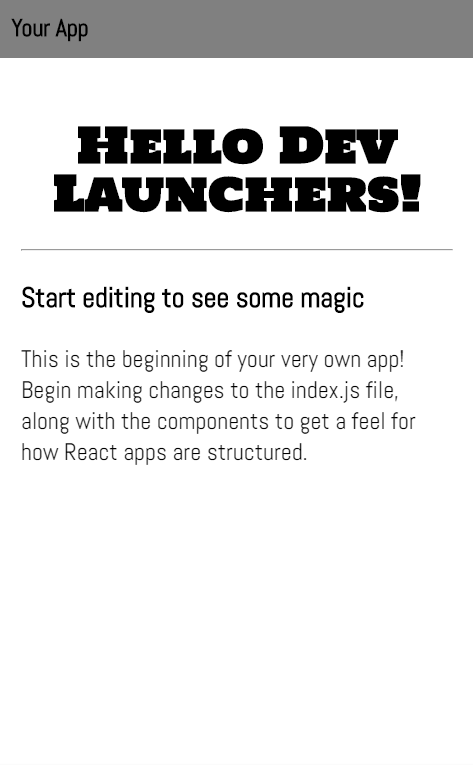 Your App
Hello Dev
Launchers!
Start editing to see some magic
This is the beginning of your very own app!
Begin making changes to the index.js file,
along with the components to get a feel for
how React apps are structured.